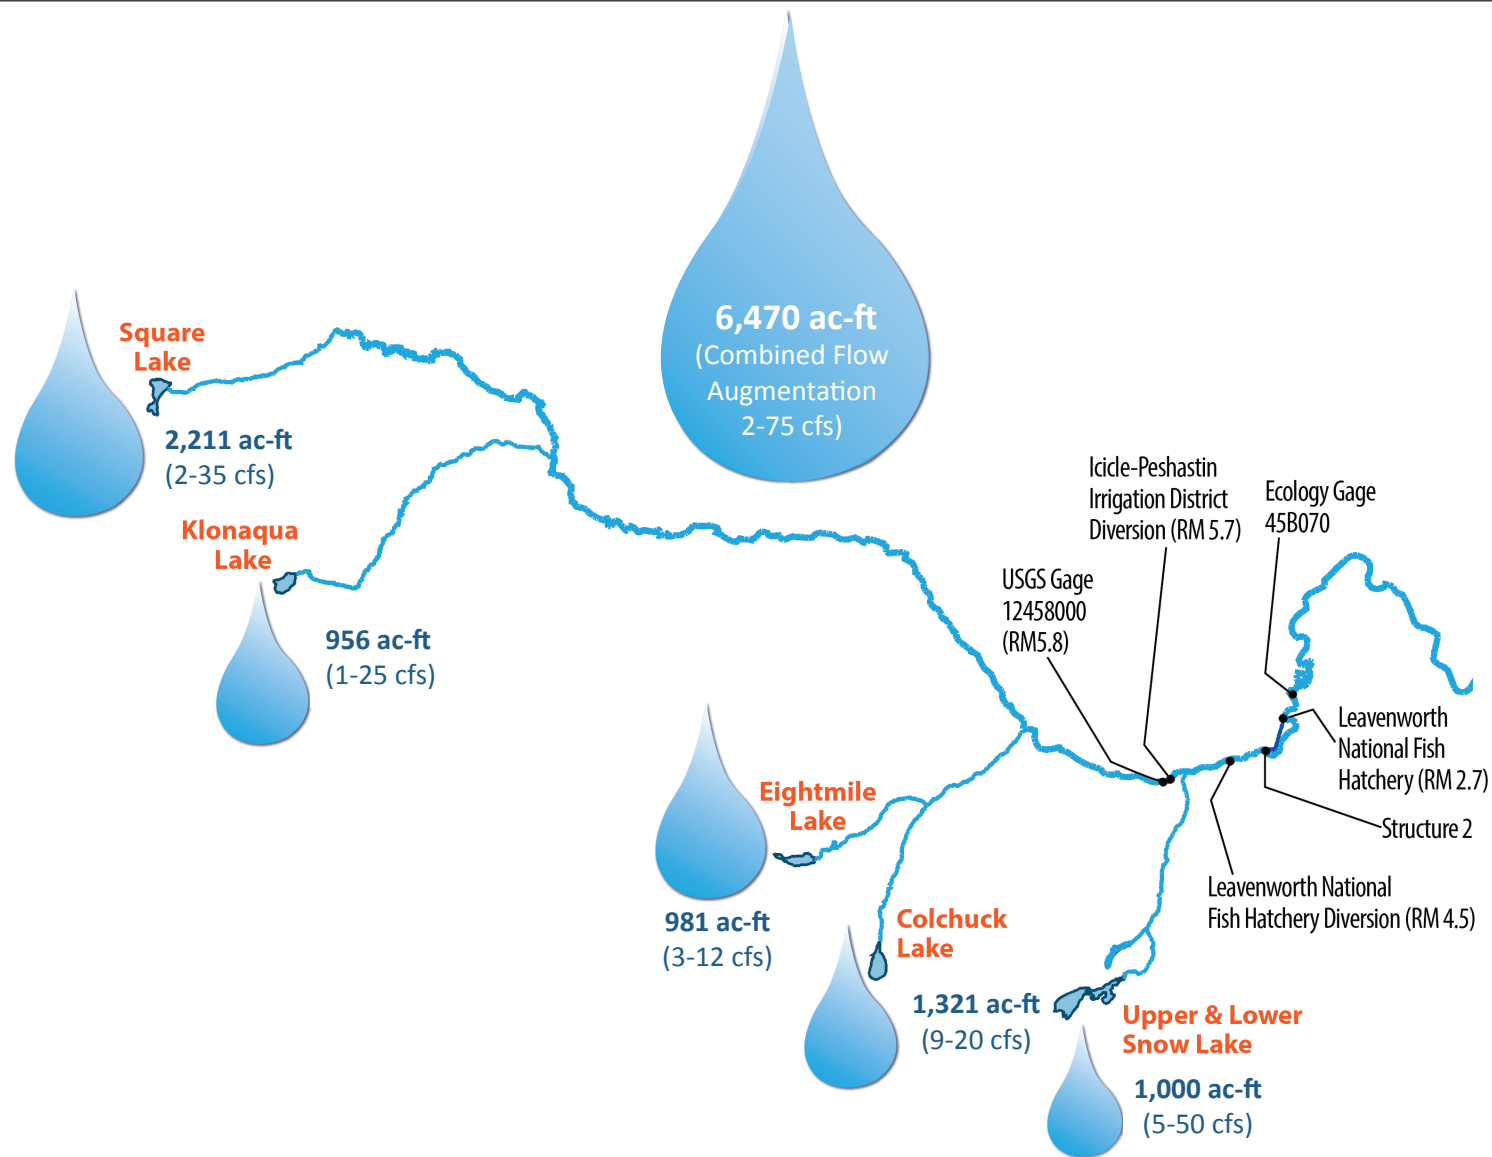 6,470 ac-ft
(Combined Flow
Augmentation
2-75 cfs)
Square
Lake
2,211 ac-ft
(2-35 cfs)
Klonaqua
Lake
956 ac-ft
(1-25 cfs)
Icicle-Peshastin
Irrigation District
Diversion (RM 5.7)
Ecology Gage
45B070
USGS Gage
12458000
(RM5.8)
Leavenworth
National Fish
Hatchery (RM 2.7)
Structure 2
Leavenworth National
Fish Hatchery Diversion (RM 4.5)
Eightmile
Lake
981 ac-ft
(3-12 cfs)
Colchuck
Lake
1,321 ac-ft
(9-20 cfs)
Upper & Lower
Snow Lake
1,000 ac-ft
(5-50 cfs)